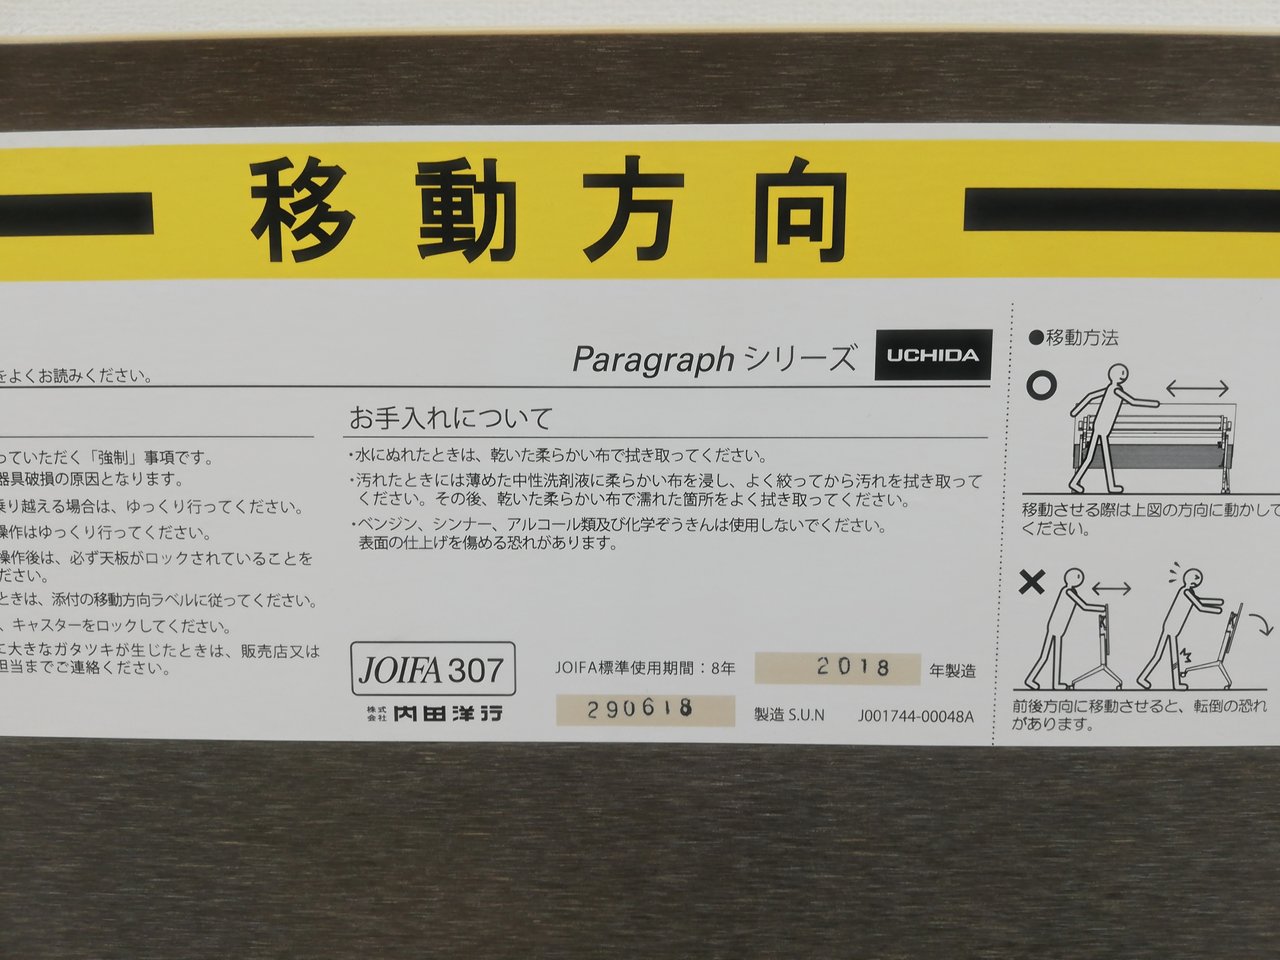 移動方向
をよくお読みください。
Paragraph シリーズ UCHIDA
っていただく「強制」事項です。
器具破損の原因となります。
乗り越える場合は、ゆっくり行ってください。
操作はゆっくり行ってください。
操作後は、必ず天板がロックされていることを
ださい。
ときは、添付の移動方向ラベルに従ってください。
、キャスターをロックしてください。
に大きなガタツキが生じたときは、販売店又は
担当までご連絡ください。
お手入れについて
・水にぬれたときは、乾いた柔らかい布で拭き取ってください。
・汚れたときには薄めた中性洗剤液に柔らかい布を浸し、よく絞ってから汚れを拭き取って
ください。その後、乾いた柔らかい布で濡れた箇所をよく拭き取ってください。
・ベンジン、シンナー、アルコール類及び化学ぞうきんは使用しないでください。
表面の仕上げを傷める恐れがあります。
JOIFA 307
JOIFA標準使用期間：8年 2018 年製造
株式会社 内田洋行 290618 製造 S.U.N J001744-00048A
●移動方法
移動させる際は上図の方向に動かして
ください。
前後方向に移動させると、転倒の恐れ
があります。